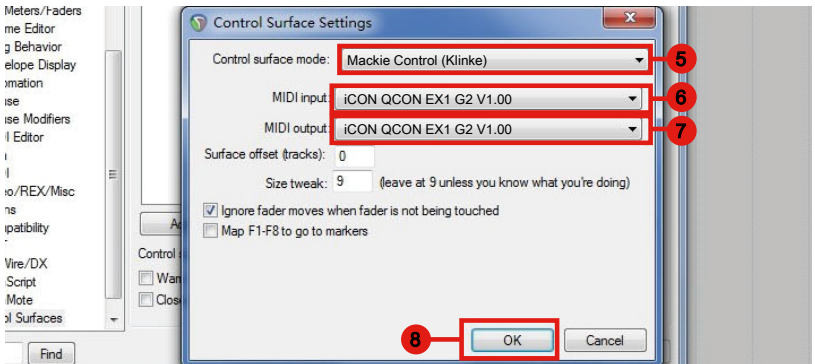 Meters/Faders
me Editor
g Behavior
elope Display
omation
se Modifiers
I Editor
eo/REX/Misc
ns
patibility
Wire/DX
Script
Mote
ol Surfaces
Find
Control
Wan
Clos
Control Surface Settings
Control surface mode: Mackie Control (Klinke) 5
MIDI input: iCON QCON EX1 G2 V1.00 6
MIDI output: iCON QCON EX1 G2 V1.00 7
Surface offset (tracks): 0
Size tweak: 9 (leave at 9 unless you know what you're doing)
Ignore fader moves when fader is not being touched
Map F1-F8 to go to markers
8 OK Cancel